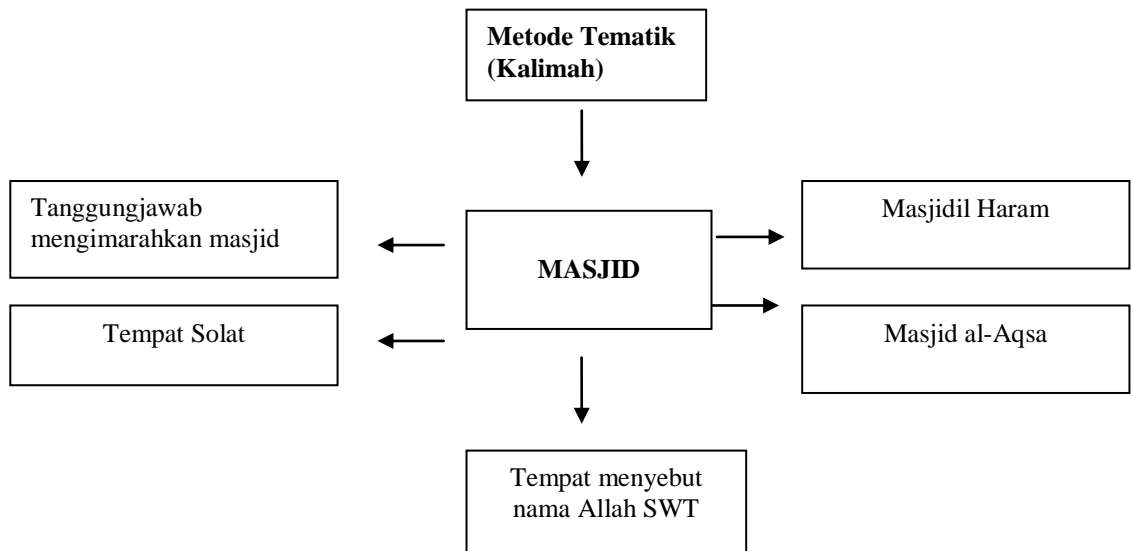 Metode Tematik
(Kalimah)
Tanggungjawab
mengimarahkan masjid
MASJID
Masjidil Haram
Tempat Solat
Masjid al-Aqsa
Tempat menyebut
nama Allah SWT